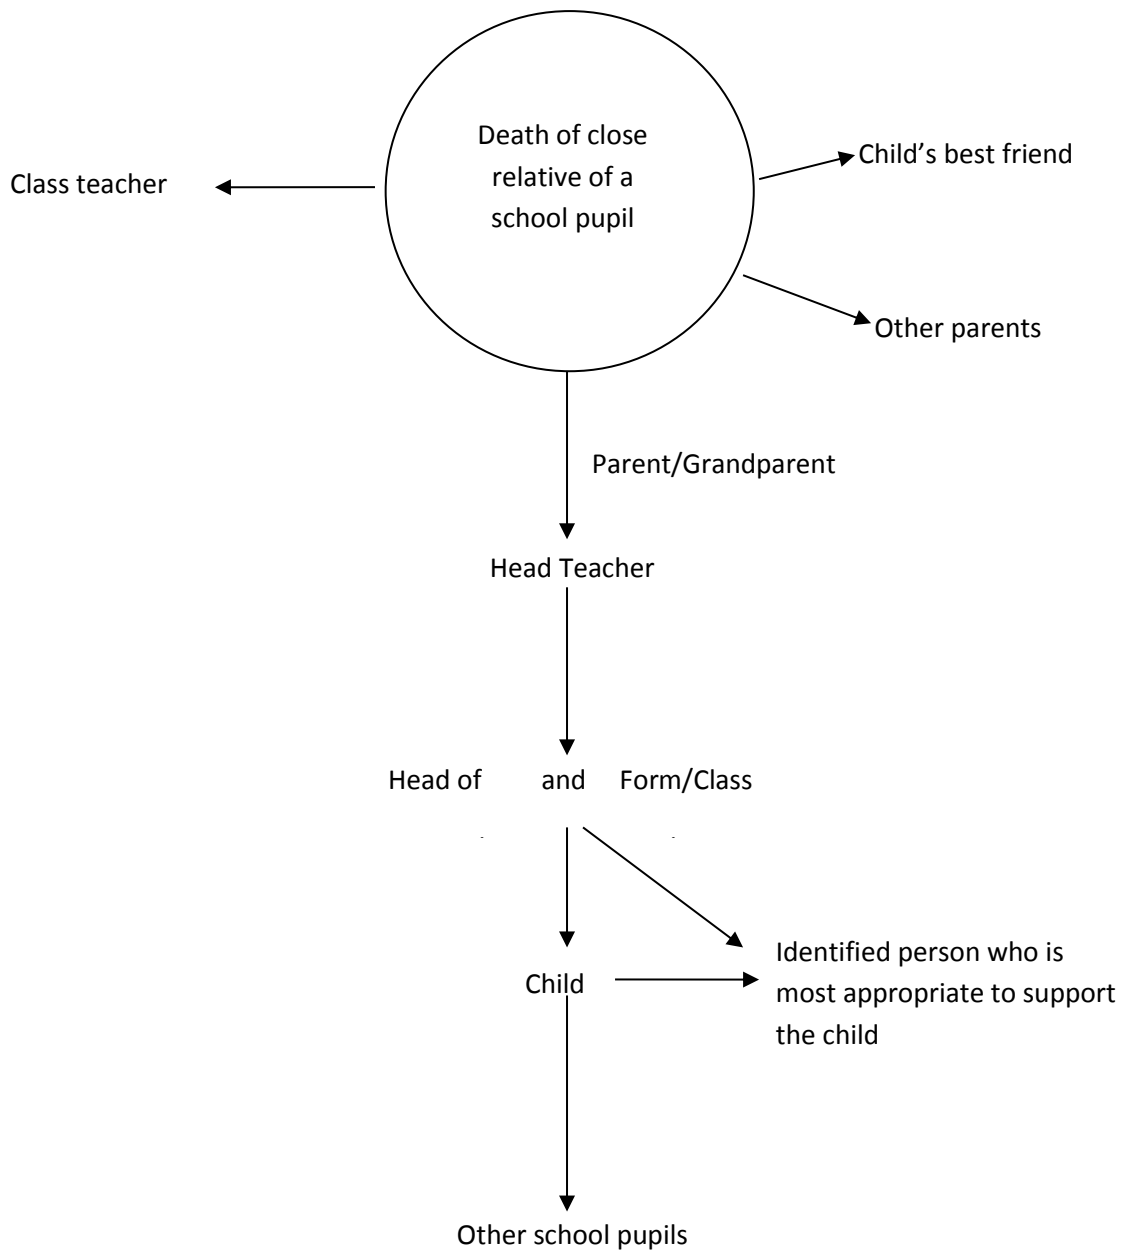 Death of close
relative of a
school pupil
Class teacher
Child's best friend
Other parents
Parent/Grandparent
Head Teacher
Head of and Form/Class
Child
Identified person who is
most appropriate to support
the child
Other school pupils